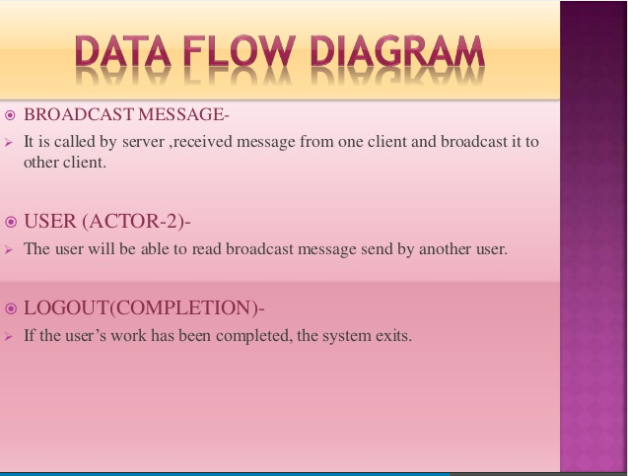 DATA FLOW DIAGRAM
BROADCAST MESSAGE-
It is called by server ,received message from one client and broadcast it to
other client.
USER (ACTOR-2)-
The user will be able to read broadcast message send by another user.
LOGOUT(COMPLETION)-
If the user’s work has been completed, the system exits.